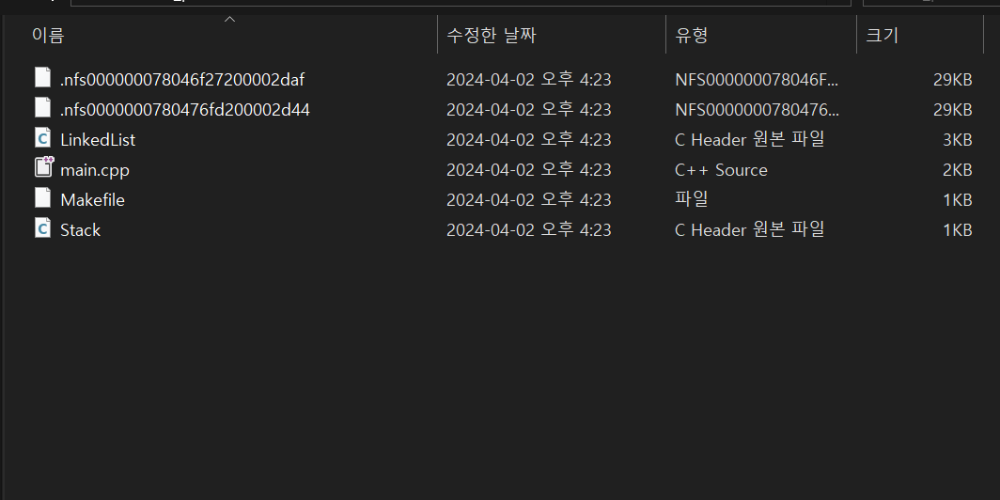 이름 수정한 날짜 유형 크기
.nfs000000078046f27200002daf 2024-04-02 오후 4:23 NFS000000078046F... 29KB
.nfs0000000780476fd200002d44 2024-04-02 오후 4:23 NFS0000000780476... 29KB
LinkedList 2024-04-02 오후 4:23 C Header 원본 파일 3KB
main.cpp 2024-04-02 오후 4:23 C++ Source 2KB
Makefile 2024-04-02 오후 4:23 파일 1KB
Stack 2024-04-02 오후 4:23 C Header 원본 파일 1KB